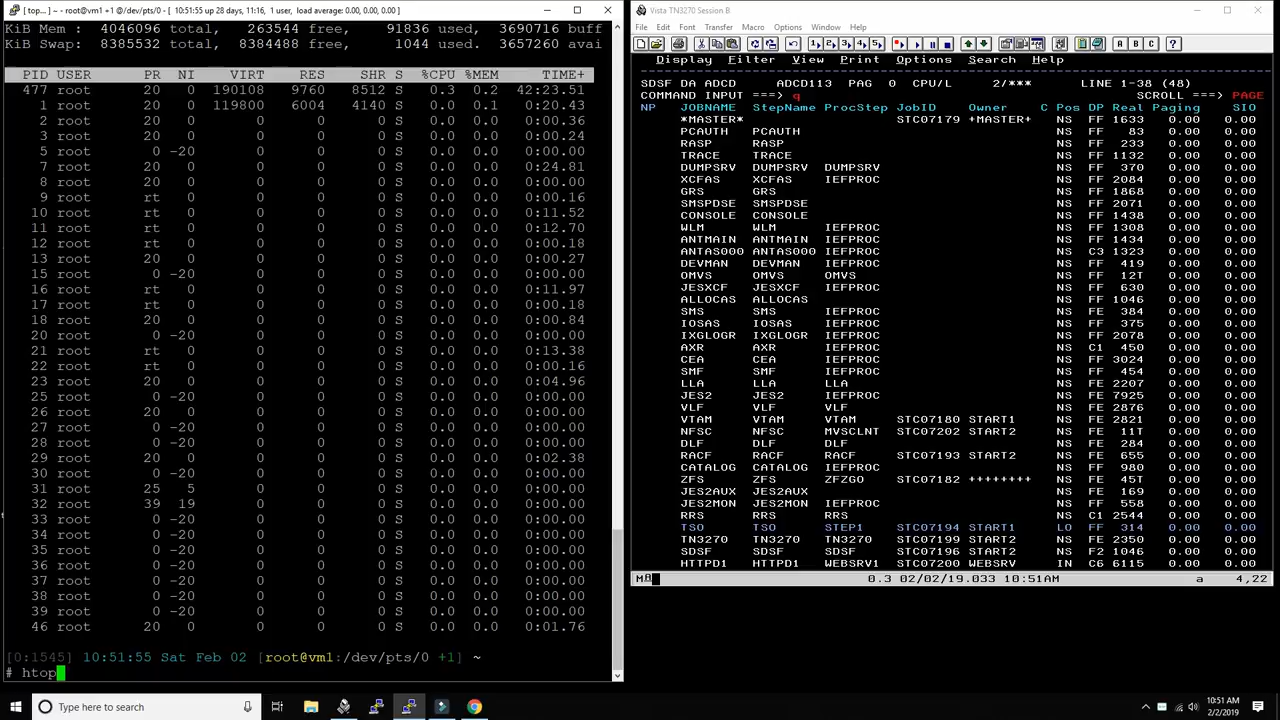 [ top... ] - root@vm1 +1 @/dev/pts/0 - [ 10:51:55 up 28 days, 11:16, 1 user, load average: 0.00, 0.00, 0.00]
KiB Mem : 4046096 total, 263544 free, 91836 used, 3690716 buff
KiB Swap: 8385532 total, 8384488 free, 1044 used. 3657260 avai
PID USER PR NI VIRT RES SHR S %CPU %MEM TIME+
477 root 20 0 190108 9760 8512 S 0.3 0.2 42:23.51
1 root 20 0 119800 6004 4140 S 0.0 0.1 0:20.43
2 root 20 0 0 0 0 S 0.0 0.0 0:00.36
3 root 20 0 0 0 0 S 0.0 0.0 0:00.24
5 root 0 -20 0 0 0 S 0.0 0.0 0:00.00
7 root 20 0 0 0 0 S 0.0 0.0 0:24.81
8 root 20 0 0 0 0 S 0.0 0.0 0:00.00
9 root rt 0 0 0 0 S 0.0 0.0 0:00.16
10 root rt 0 0 0 0 S 0.0 0.0 0:11.52
11 root rt 0 0 0 0 S 0.0 0.0 0:12.70
12 root rt 0 0 0 0 S 0.0 0.0 0:00.18
13 root 20 0 0 0 0 S 0.0 0.0 0:00.27
15 root 0 -20 0 0 0 S 0.0 0.0 0:00.00
16 root rt 0 0 0 0 S 0.0 0.0 0:11.97
17 root rt 0 0 0 0 S 0.0 0.0 0:00.18
18 root 20 0 0 0 0 S 0.0 0.0 0:00.84
20 root 0 -20 0 0 0 S 0.0 0.0 0:00.00
21 root rt 0 0 0 0 S 0.0 0.0 0:13.38
22 root rt 0 0 0 0 S 0.0 0.0 0:00.16
23 root 20 0 0 0 0 S 0.0 0.0 0:04.96
25 root 0 -20 0 0 0 S 0.0 0.0 0:00.00
26 root 20 0 0 0 0 S 0.0 0.0 0:00.00
27 root 0 -20 0 0 0 S 0.0 0.0 0:00.00
28 root 0 -20 0 0 0 S 0.0 0.0 0:00.00
29 root 20 0 0 0 0 S 0.0 0.0 0:02.38
30 root 0 -20 0 0 0 S 0.0 0.0 0:00.00
31 root 25 5 0 0 0 S 0.0 0.0 0:00.00
32 root 39 19 0 0 0 S 0.0 0.0 0:00.00
33 root 0 -20 0 0 0 S 0.0 0.0 0:00.00
34 root 0 -20 0 0 0 S 0.0 0.0 0:00.00
35 root 0 -20 0 0 0 S 0.0 0.0 0:00.00
36 root 0 -20 0 0 0 S 0.0 0.0 0:00.00
37 root 0 -20 0 0 0 S 0.0 0.0 0:00.00
38 root 0 -20 0 0 0 S 0.0 0.0 0:00.00
39 root 0 -20 0 0 0 S 0.0 0.0 0:00.00
46 root 20 0 0 0 0 S 0.0 0.0 0:01.76
[0:1545] 10:51:55 Sat Feb 02 [root@vm1:/dev/pts/0 +1] ~
# htop
Vista TN3270 Session B
File Edit Font Transfer Macro Options Window Help
A B C ?
Display Filter View Print Options Search Help
SDSF DA ADCD ADCD113 PAG 0 CPU/L 2/*** LINE 1-38 (48)
COMMAND INPUT ===> q SCROLL ===> PAGE
NP JOBNAME StepName ProcStep JobID Owner C Pos DP Real Paging SIO
*MASTER* STC07179 +MASTER+ NS FF 1633 0.00 0.00
PCAUTH PCAUTH NS FF 83 0.00 0.00
RASP RASP NS FF 233 0.00 0.00
TRACE TRACE NS FF 1132 0.00 0.00
DUMPSRV DUMPSRV DUMPSRV NS FF 370 0.00 0.00
XCFAS XCFAS IEFPROC NS FF 2084 0.00 0.00
GRS GRS NS FF 1868 0.00 0.00
SMSPDSE SMSPDSE NS FF 2071 0.00 0.00
CONSOLE CONSOLE NS FF 1438 0.00 0.00
WLM WLM IEFPROC NS FF 1308 0.00 0.00
ANTMAIN ANTMAIN IEFPROC NS FF 1434 0.00 0.00
ANTAS000 ANTAS000 IEFPROC NS C3 1323 0.00 0.00
DEVMAN DEVMAN IEFPROC NS FF 419 0.00 0.00
OMVS OMVS OMVS NS FF 12T 0.00 0.00
JESXCF JESXCF IEFPROC NS FF 630 0.00 0.00
ALLOCAS ALLOCAS NS FF 1046 0.00 0.00
SMS SMS IEFPROC NS FE 384 0.00 0.00
IOSAS IOSAS IEFPROC NS FF 375 0.00 0.00
IXGLOGR IXGLOGR IEFPROC NS FF 2078 0.00 0.00
AXR AXR IEFPROC NS C1 450 0.00 0.00
CEA CEA IEFPROC NS FF 3024 0.00 0.00
SMF SMF IEFPROC NS FF 454 0.00 0.00
LLA LLA LLA NS FE 2207 0.00 0.00
JES2 JES2 IEFPROC NS FE 7925 0.00 0.00
VLF VLF VLF NS FE 2876 0.00 0.00
VTAM VTAM VTAM STC07180 START1 NS FE 2821 0.00 0.00
NFSC NFSC MVSCLNT STC07202 START2 NS FE 11T 0.00 0.00
DLF DLF DLF NS FE 284 0.00 0.00
RACF RACF RACF STC07193 START2 NS FE 655 0.00 0.00
CATALOG CATALOG IEFPROC NS FF 980 0.00 0.00
ZFS ZFS ZFZGO STC07182 ++++++++ NS FE 45T 0.00 0.00
JES2AUX JES2AUX NS FE 169 0.00 0.00
JES2MON JES2MON IEFPROC NS FF 558 0.00 0.00
RRS RRS RRS NS C1 2544 0.00 0.00
TSO TSO STEP1 STC07194 START1 LO FF 314 0.00 0.00
TN3270 TN3270 TN3270 STC07199 START2 NS FE 2350 0.00 0.00
SDSF SDSF SDSF STC07196 START2 NS F2 1046 0.00 0.00
HTTPD1 HTTPD1 WEBSRV1 STC07200 WEBSRV IN C6 6115 0.00 0.00
0.3 02/02/19.033 10:51AM a 4,22
Type here to search
10:51 AM
2/2/2019